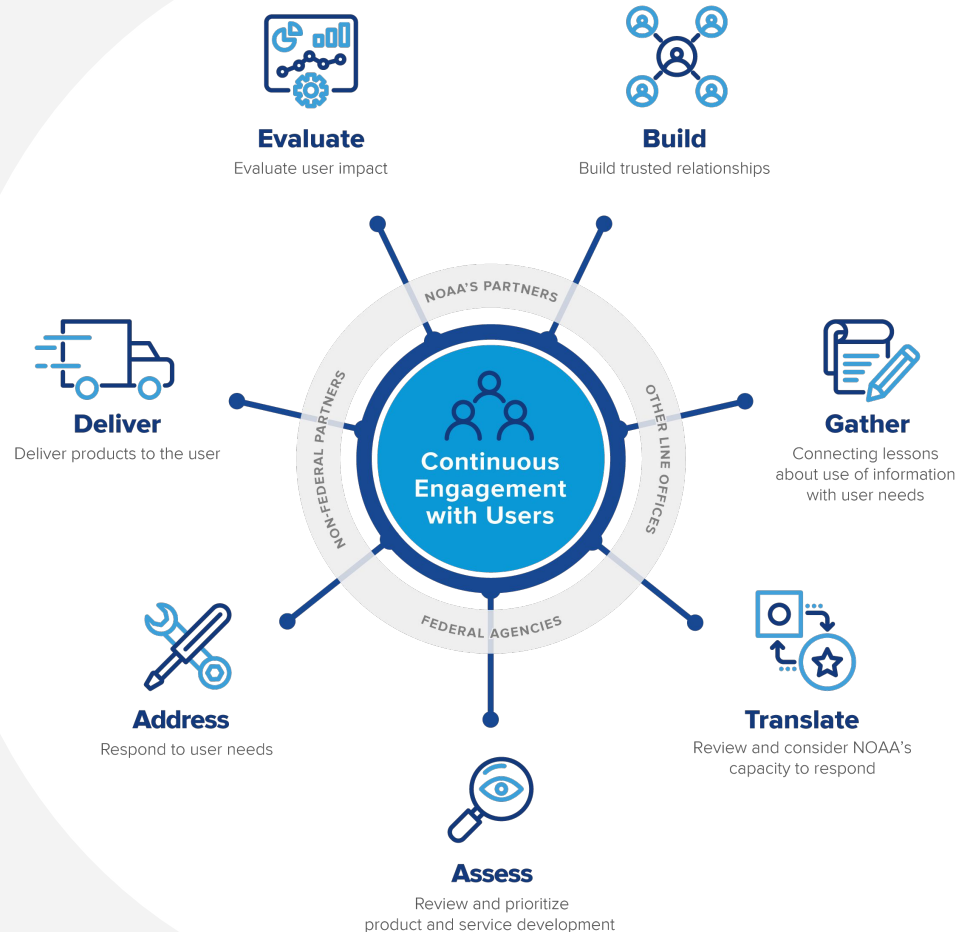 Evaluate
Evaluate user impact
Build
Build trusted relationships
NOAA'S PARTNERS
Deliver
Deliver products to the user
NON-FEDERAL PARTNERS
Continuous
Engagement
with Users
OTHER LINE OFFICES
Gather
Connecting lessons
about use of information
with user needs
FEDERAL AGENCIES
Address
Respond to user needs
Translate
Review and consider NOAA's
capacity to respond
Assess
Review and prioritize
product and service development